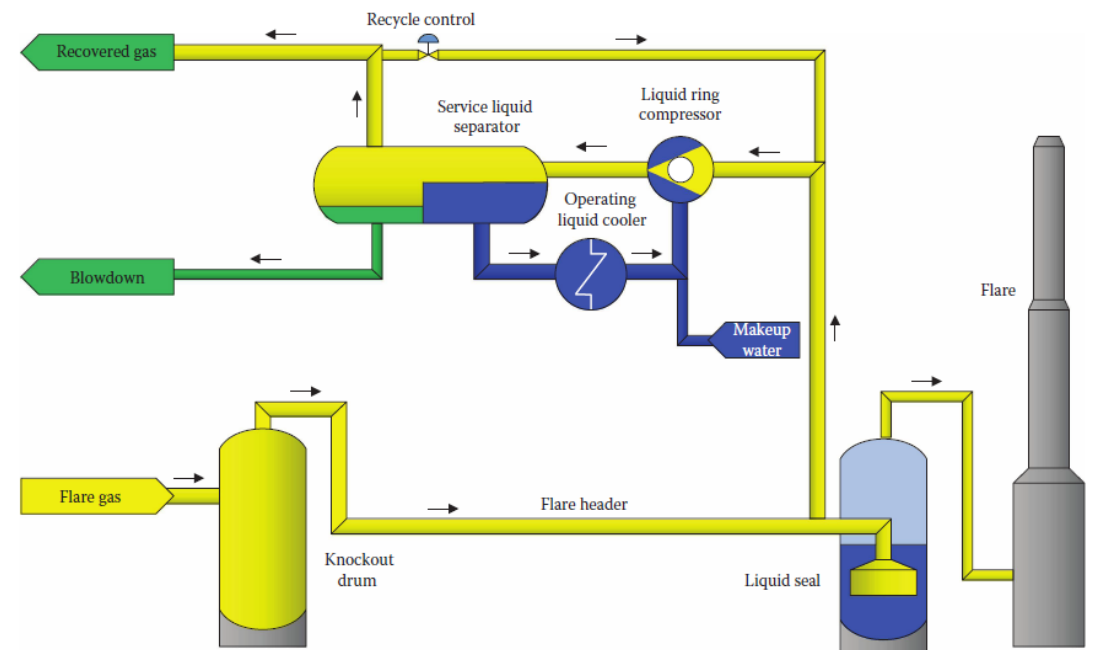 Recycle control
Recovered gas
Liquid ring
compressor
Service liquid
separator
Operating
liquid cooler
Blowdown
Flare
Makeup
water
Flare gas
Flare header
Knockout
drum
Liquid seal